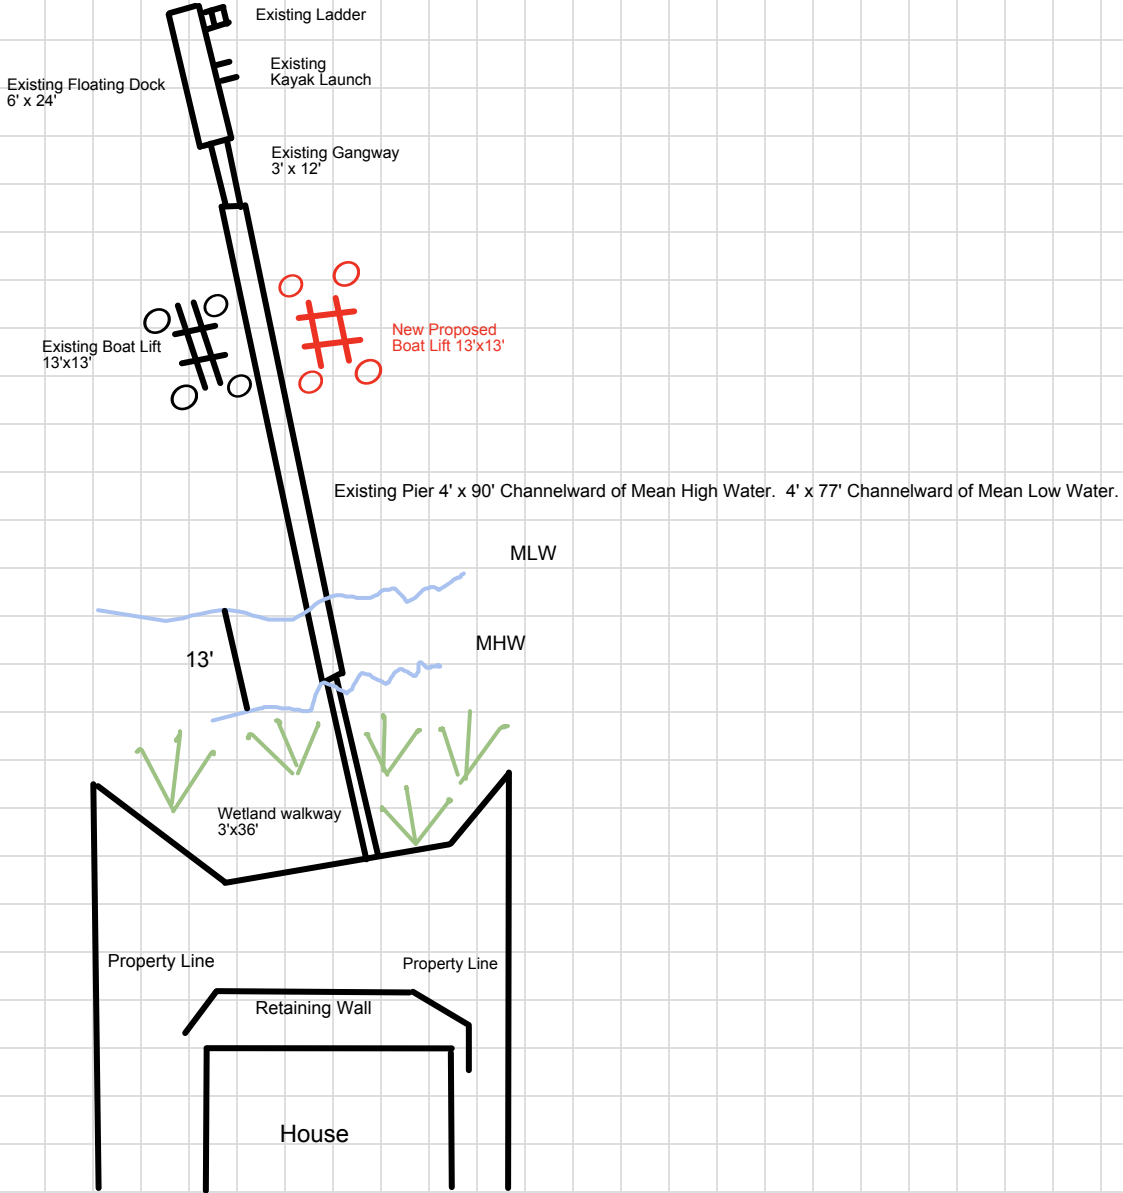 Existing Ladder
Existing
Kayak Launch
Existing Floating Dock
6' x 24'
Existing Gangway
3' x 12'
New Proposed
Boat Lift 13'x13'
Existing Boat Lift
13'x13'
Existing Pier 4' x 90' Channelward of Mean High Water.  4' x 77' Channelward of Mean Low Water.
MLW
MHW
13'
Wetland walkway
3'x36'
Property Line
Property Line
Retaining Wall
House